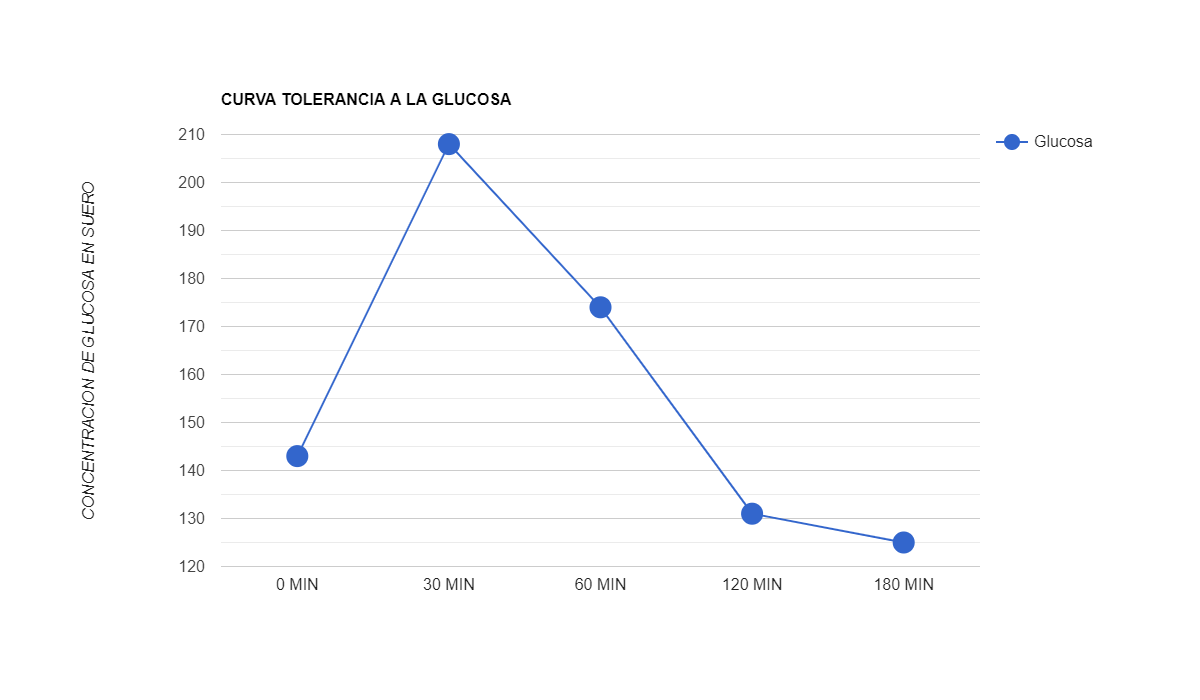 CURVA TOLERANCIA A LA GLUCOSA
Glucosa
CONCENTRACION DE GLUCOSA EN SUERO
210
200
190
180
170
160
150
140
130
120
0 MIN
30 MIN
60 MIN
120 MIN
180 MIN